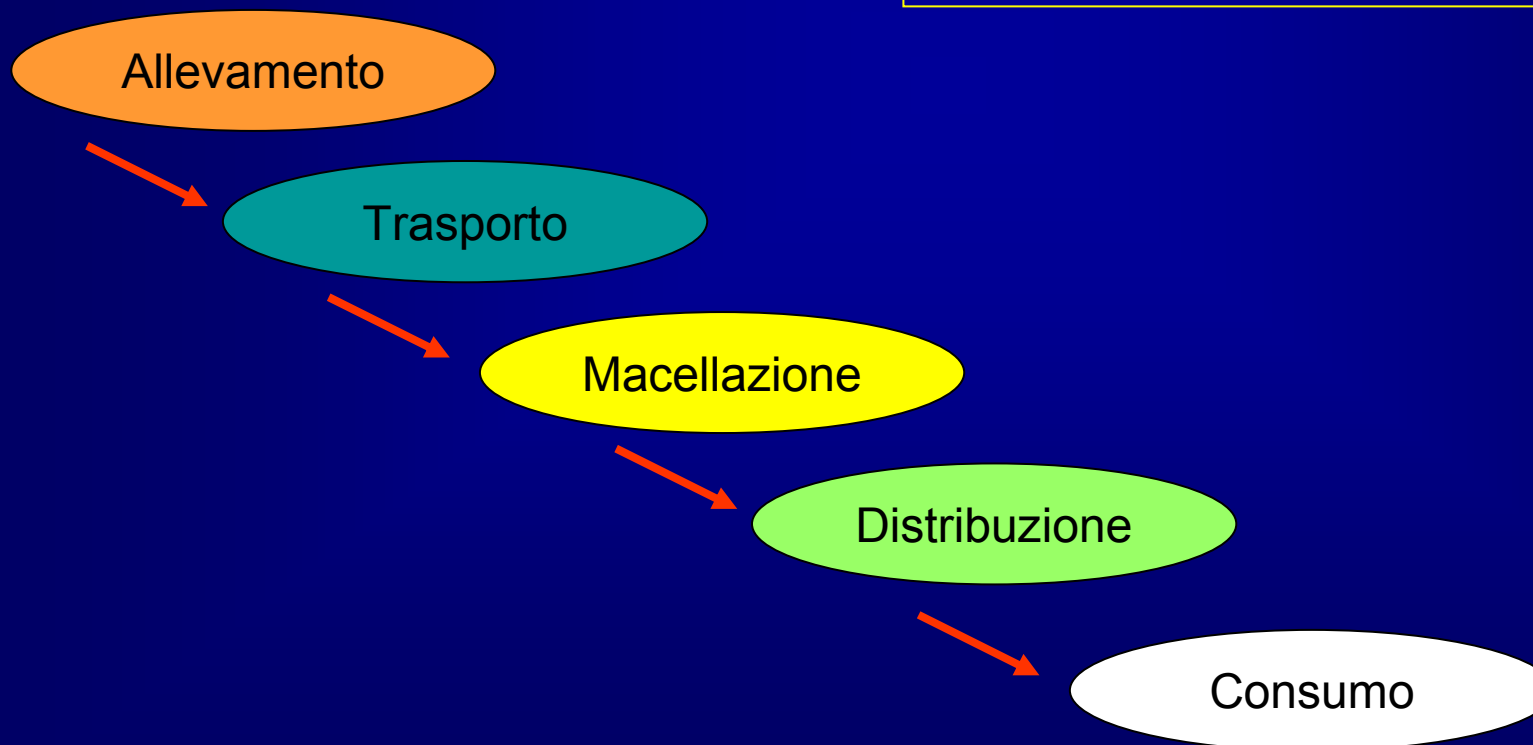 Allevamento
Trasporto
Macellazione
Distribuzione
Consumo